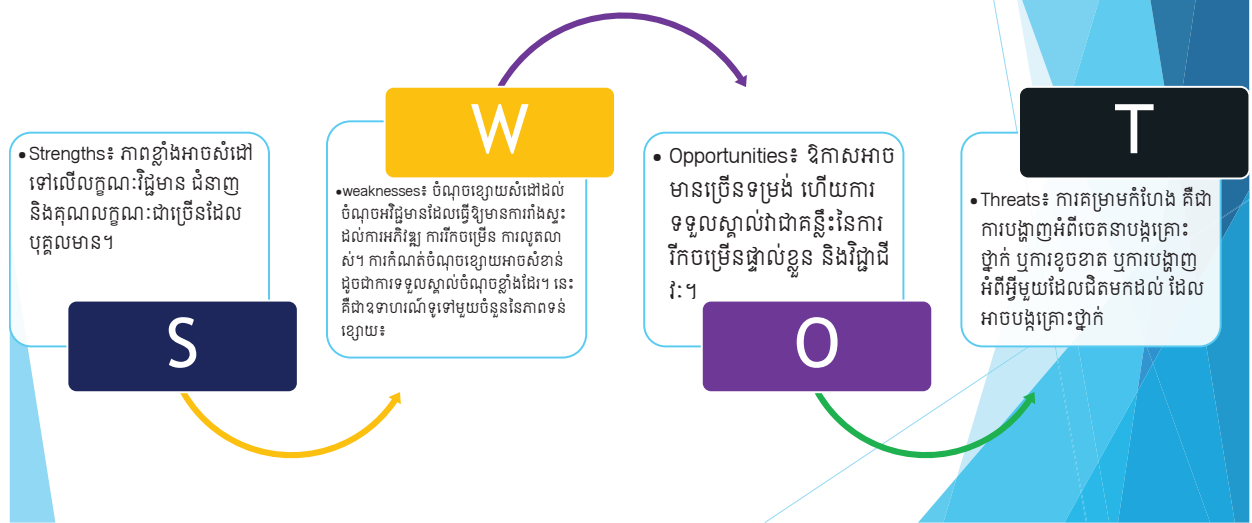 S
• Strengths៖ ភាពខ្លាំងអាចសំដៅ
ទៅលើលក្ខណៈវិជ្ជមាន ជំនាញ
និងគុណលក្ខណៈជាច្រើនដែល
បុគ្គលមាន។
W
•weaknesses៖ ចំណុចខ្សោយសំដៅដល់
ចំណុចអវិជ្ជមានដែលធ្វើឱ្យមានការរាំងស្ទះ
ដល់ការអភិវឌ្ឍ ការរីកចម្រើន ការលូតលា
ស់។ ការកំណត់ចំណុចខ្សោយអាចសំខាន់
ដូចជាការទទួលស្គាល់ចំណុចខ្លាំងដែរ។ នេះ
គឺជាឧទាហរណ៍ទូទៅមួយចំនួននៃភាពទន់
ខ្សោយ៖
O
• Opportunities៖ ឱកាសអាច
មានច្រើនទម្រង់ ហើយការ
ទទួលស្គាល់វាជាគន្លឹះនៃការ
រីកចម្រើនផ្ទាល់ខ្លួន និងវិជ្ជាជី
វៈ។
T
• Threats៖ ការគម្រាមកំហែង គឺជា
ការបង្ហាញអំពីចេតនាបង្កគ្រោះ
ថ្នាក់ ឬការខូចខាត ឬការបង្ហាញ
អំពីអ្វីមួយដែលជិតមកដល់ ដែល
អាចបង្កគ្រោះថ្នាក់